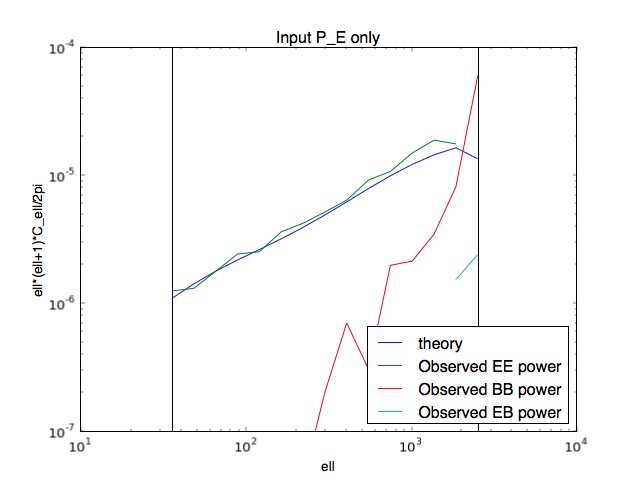 Input P_E only
ell*(ell+1)*C_ell/2pi
10^-4
10^-5
10^-6
10^-7
10^1
10^2
10^3
10^4
ell
theory
Observed EE power
Observed BB power
Observed EB power